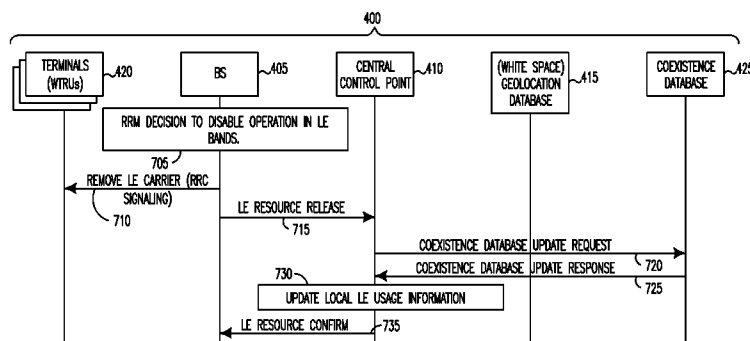 400
TERMINALS
(WTRUs)
420
BS
405
CENTRAL
CONTROL POINT
410
(WHITE SPACE)
GEOLOCATION
DATABASE
415
COEXISTENCE
DATABASE
425
RRM DECISION TO DISABLE OPERATION IN LE
BANDS.
705
REMOVE LE CARRIER (RRC
SIGNALING)
710
LE RESOURCE RELEASE
715
COEXISTENCE DATABASE UPDATE REQUEST
720
COEXISTENCE DATABASE UPDATE RESPONSE
725
730
UPDATE LOCAL LE USAGE INFORMATION
LE RESOURCE CONFIRM
735